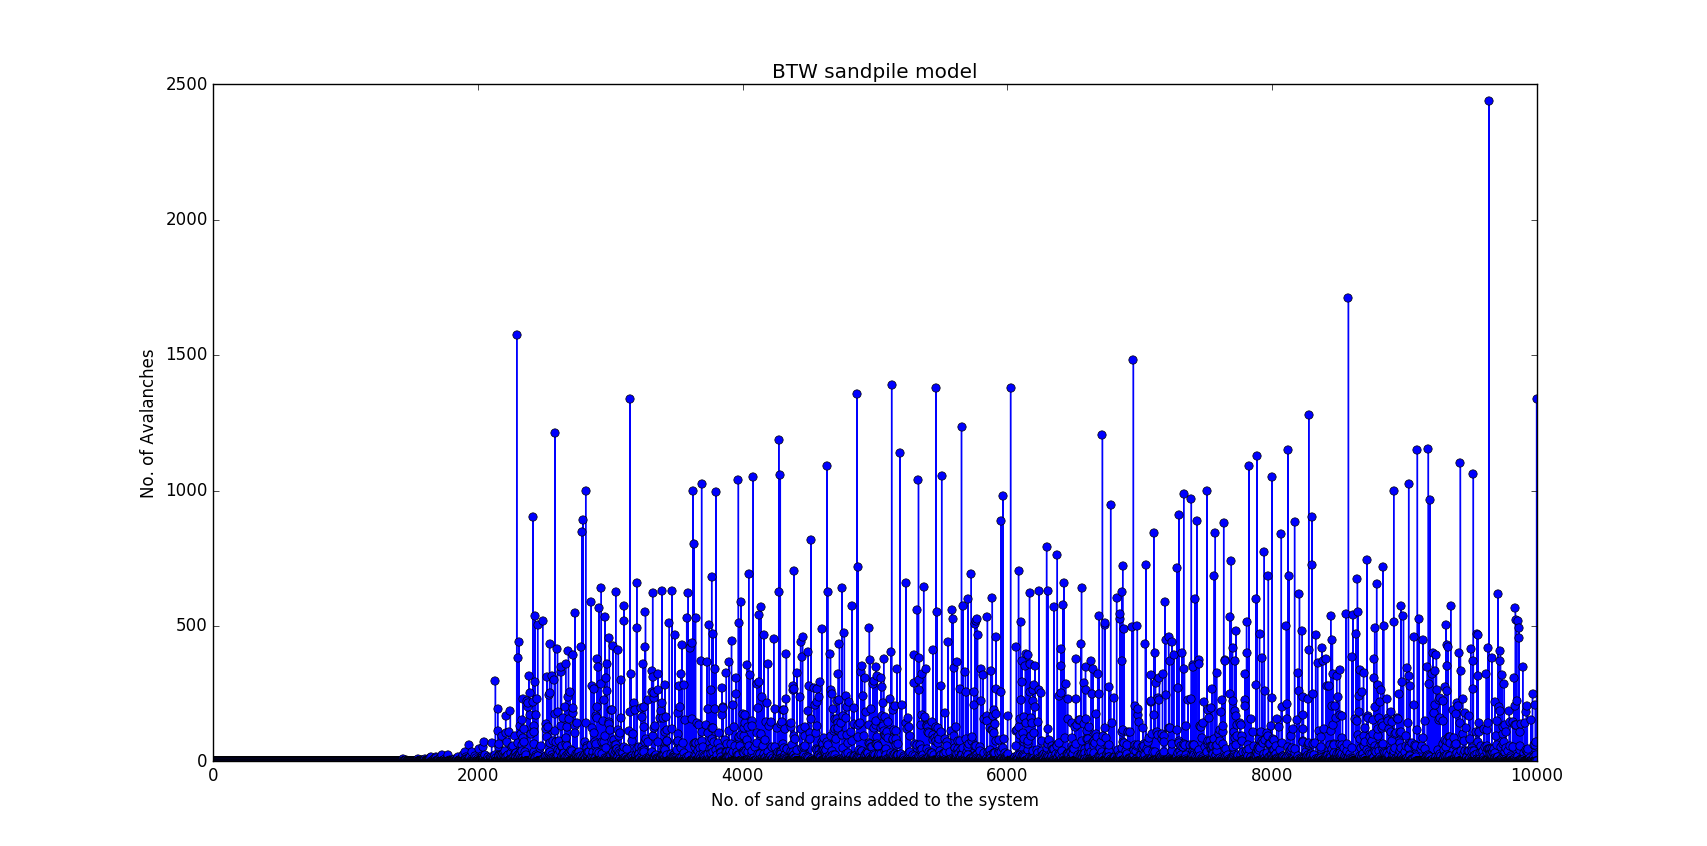 BTW sandpile model
2500
2000
1500
1000
500
0
No. of Avalanches
0 2000 4000 6000 8000 10000
No. of sand grains added to the system